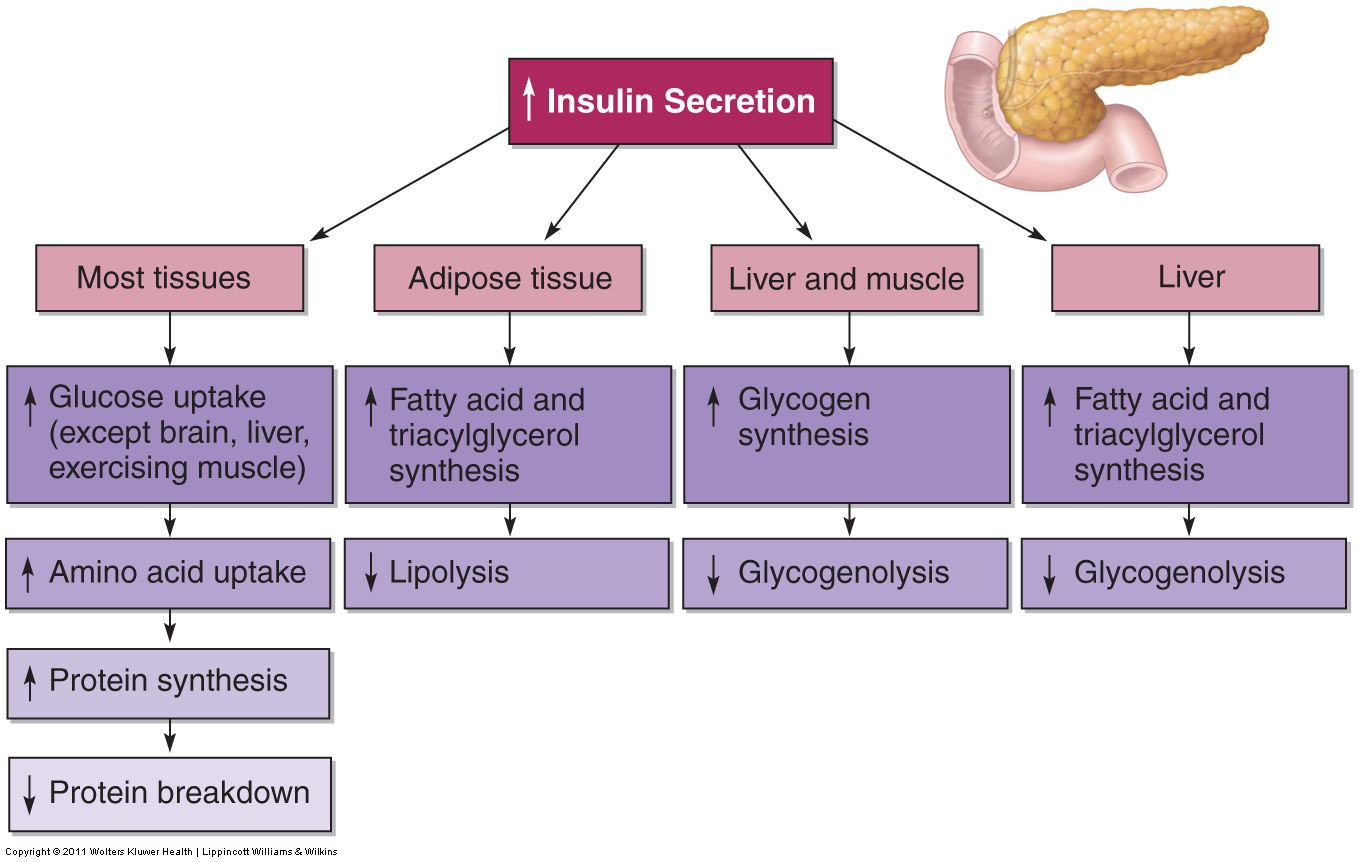 ↑ Insulin Secretion
Most tissues
Adipose tissue
Liver and muscle
Liver
↑ Glucose uptake
(except brain, liver,
exercising muscle)
↑ Fatty acid and
triacylglycerol
synthesis
↑ Glycogen
synthesis
↑ Fatty acid and
triacylglycerol
synthesis
↑ Amino acid uptake
↓ Lipolysis
↓ Glycogenolysis
↓ Glycogenolysis
↑ Protein synthesis
↓ Protein breakdown
Copyright © 2011 Wolters Kluwer Health | Lippincott Williams & Wilkins